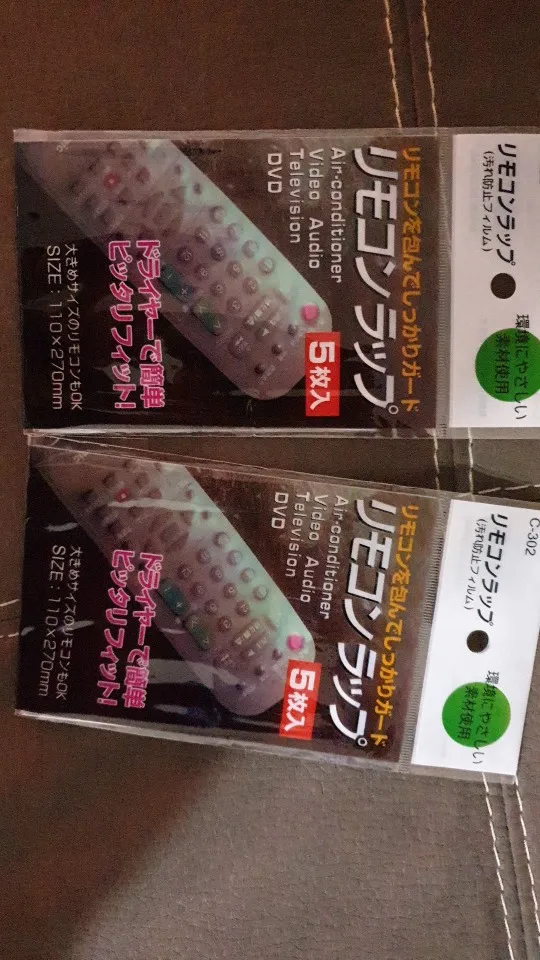 リモコンラップ
(汚れ防止フィルム)
環境にやさしい
素材使用
リモコンを包んでしっかりガード
リモコンラップ
Air-conditioner
Video Audio
Television
DVD
5枚入
ドライヤーで簡単
ピッタリフィット!
大きめサイズのリモコンもOK
SIZE:110×270mm
C-302
リモコンラップ
(汚れ防止フィルム)
環境にやさしい
素材使用
リモコンを包んでしっかりガード
リモコンラップ
Air-conditioner
Video Audio
Television
DVD
5枚入
ドライヤーで簡単
ピッタリフィット!
大きめサイズのリモコンもOK
SIZE:110×270mm